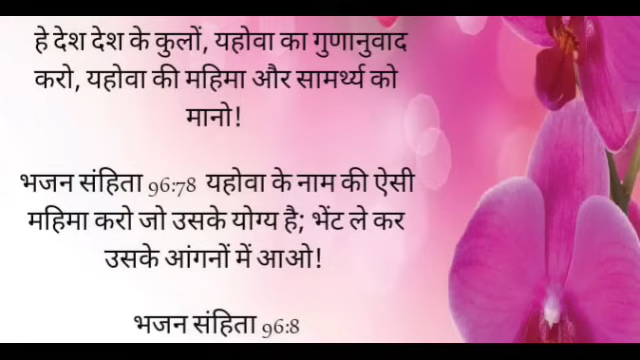 हे देश देश के कुलों, यहोवा का गुणानुवाद
करो, यहोवा की महिमा और सामर्थ्य को
मानो!
भजन संहिता 96:78 यहोवा के नाम की ऐसी
महिमा करो जो उसके योग्य है; भेंट ले कर
उसके आंगनों में आओ!
भजन संहिता 96:8